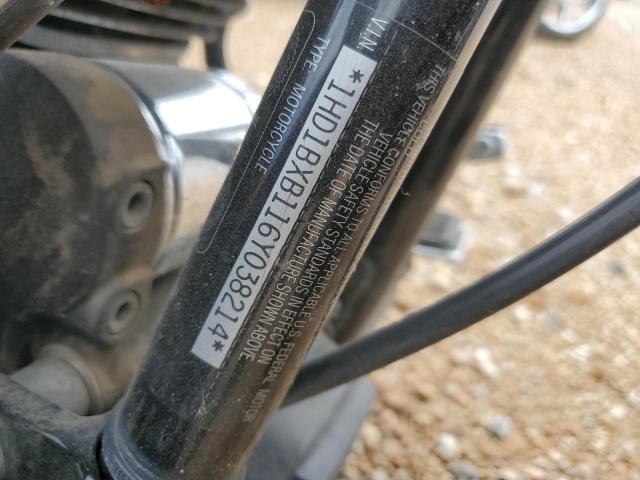 TYPE - MOTORCYCLE
V.I.N.
*1HD1BXB116Y038214*
THIS VEHICLE CONFORMS TO ALL APPLICABLE U.S. FEDERAL MOTOR
VEHICLE SAFETY STANDARDS IN EFFECT ON
THE DATE OF MANUFACTURE SHOWN ABOVE